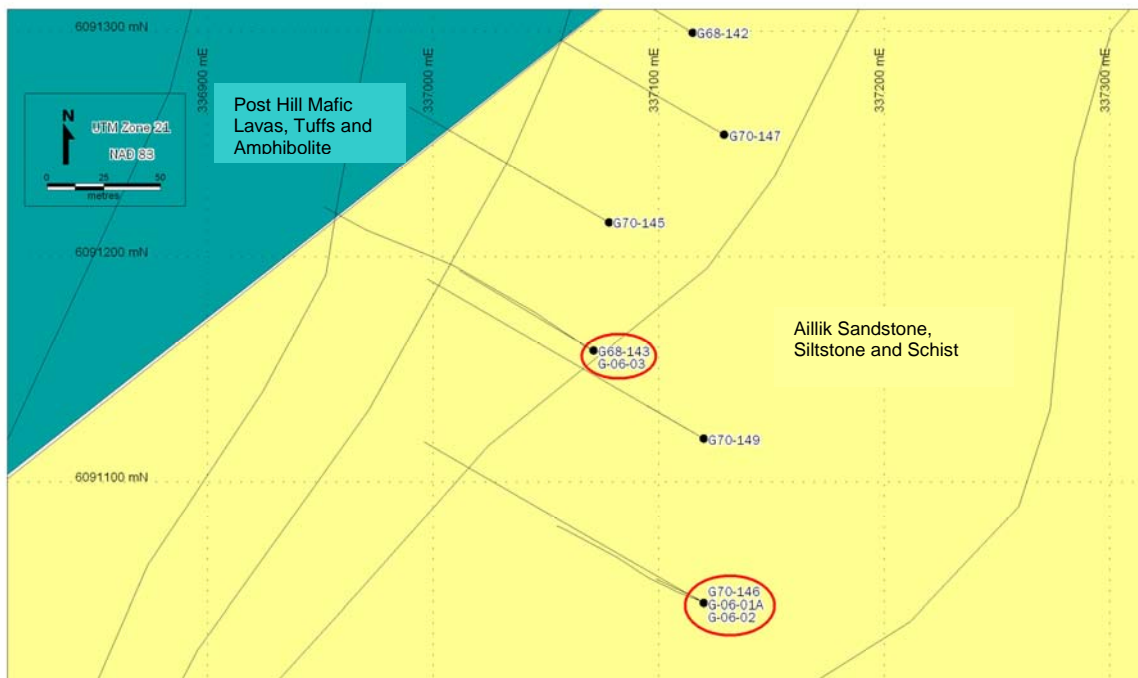 6091300 mN
336900 mE
337000 mE
337100 mE
337200 mE
337300 mE
G68-142
Post Hill Mafic
Lavas, Tuffs and
Amphibolite
N
UTM Zone 21
NAD 83
0 25 50
metres
G70-147
G70-145
6091200 mN
Aillik Sandstone,
Siltstone and Schist
G68-143
G-06-03
G70-149
6091100 mN
G70-146
G-06-01A
G-06-02